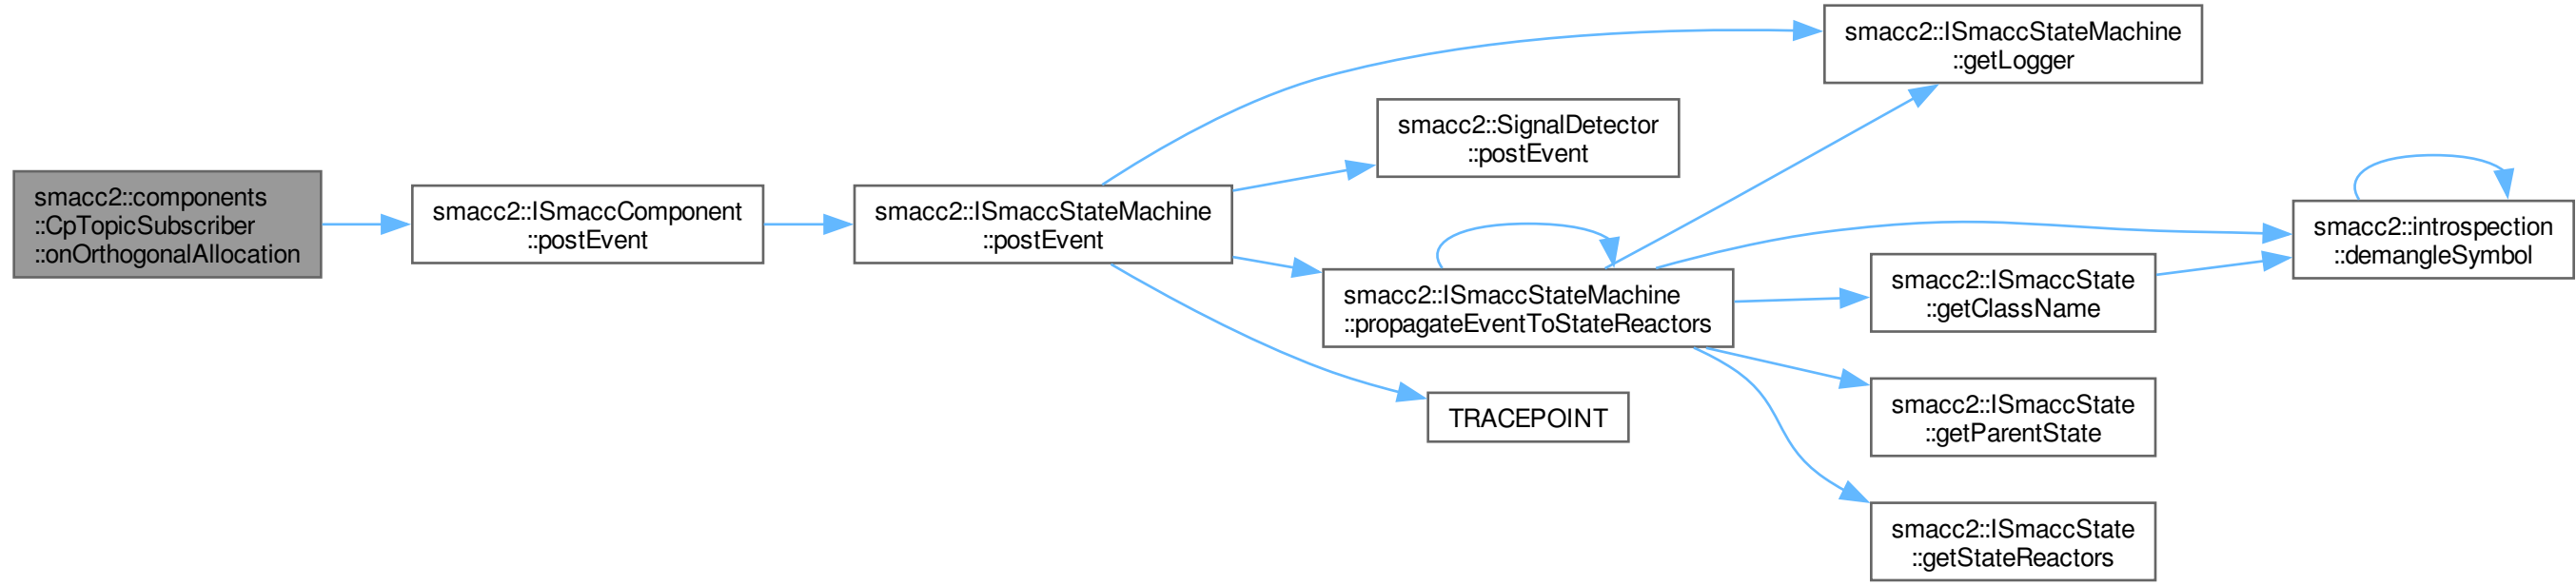 smacc2::components
::CpTopicSubscriber
::onOrthogonalAllocation
smacc2::ISmaccComponent
::postEvent
smacc2::ISmaccStateMachine
::postEvent
smacc2::ISmaccStateMachine
::getLogger
smacc2::SignalDetector
::postEvent
smacc2::ISmaccStateMachine
::propagateEventToStateReactors
TRACEPOINT
smacc2::introspection
::demangleSymbol
smacc2::ISmaccState
::getClassName
smacc2::ISmaccState
::getParentState
smacc2::ISmaccState
::getStateReactors